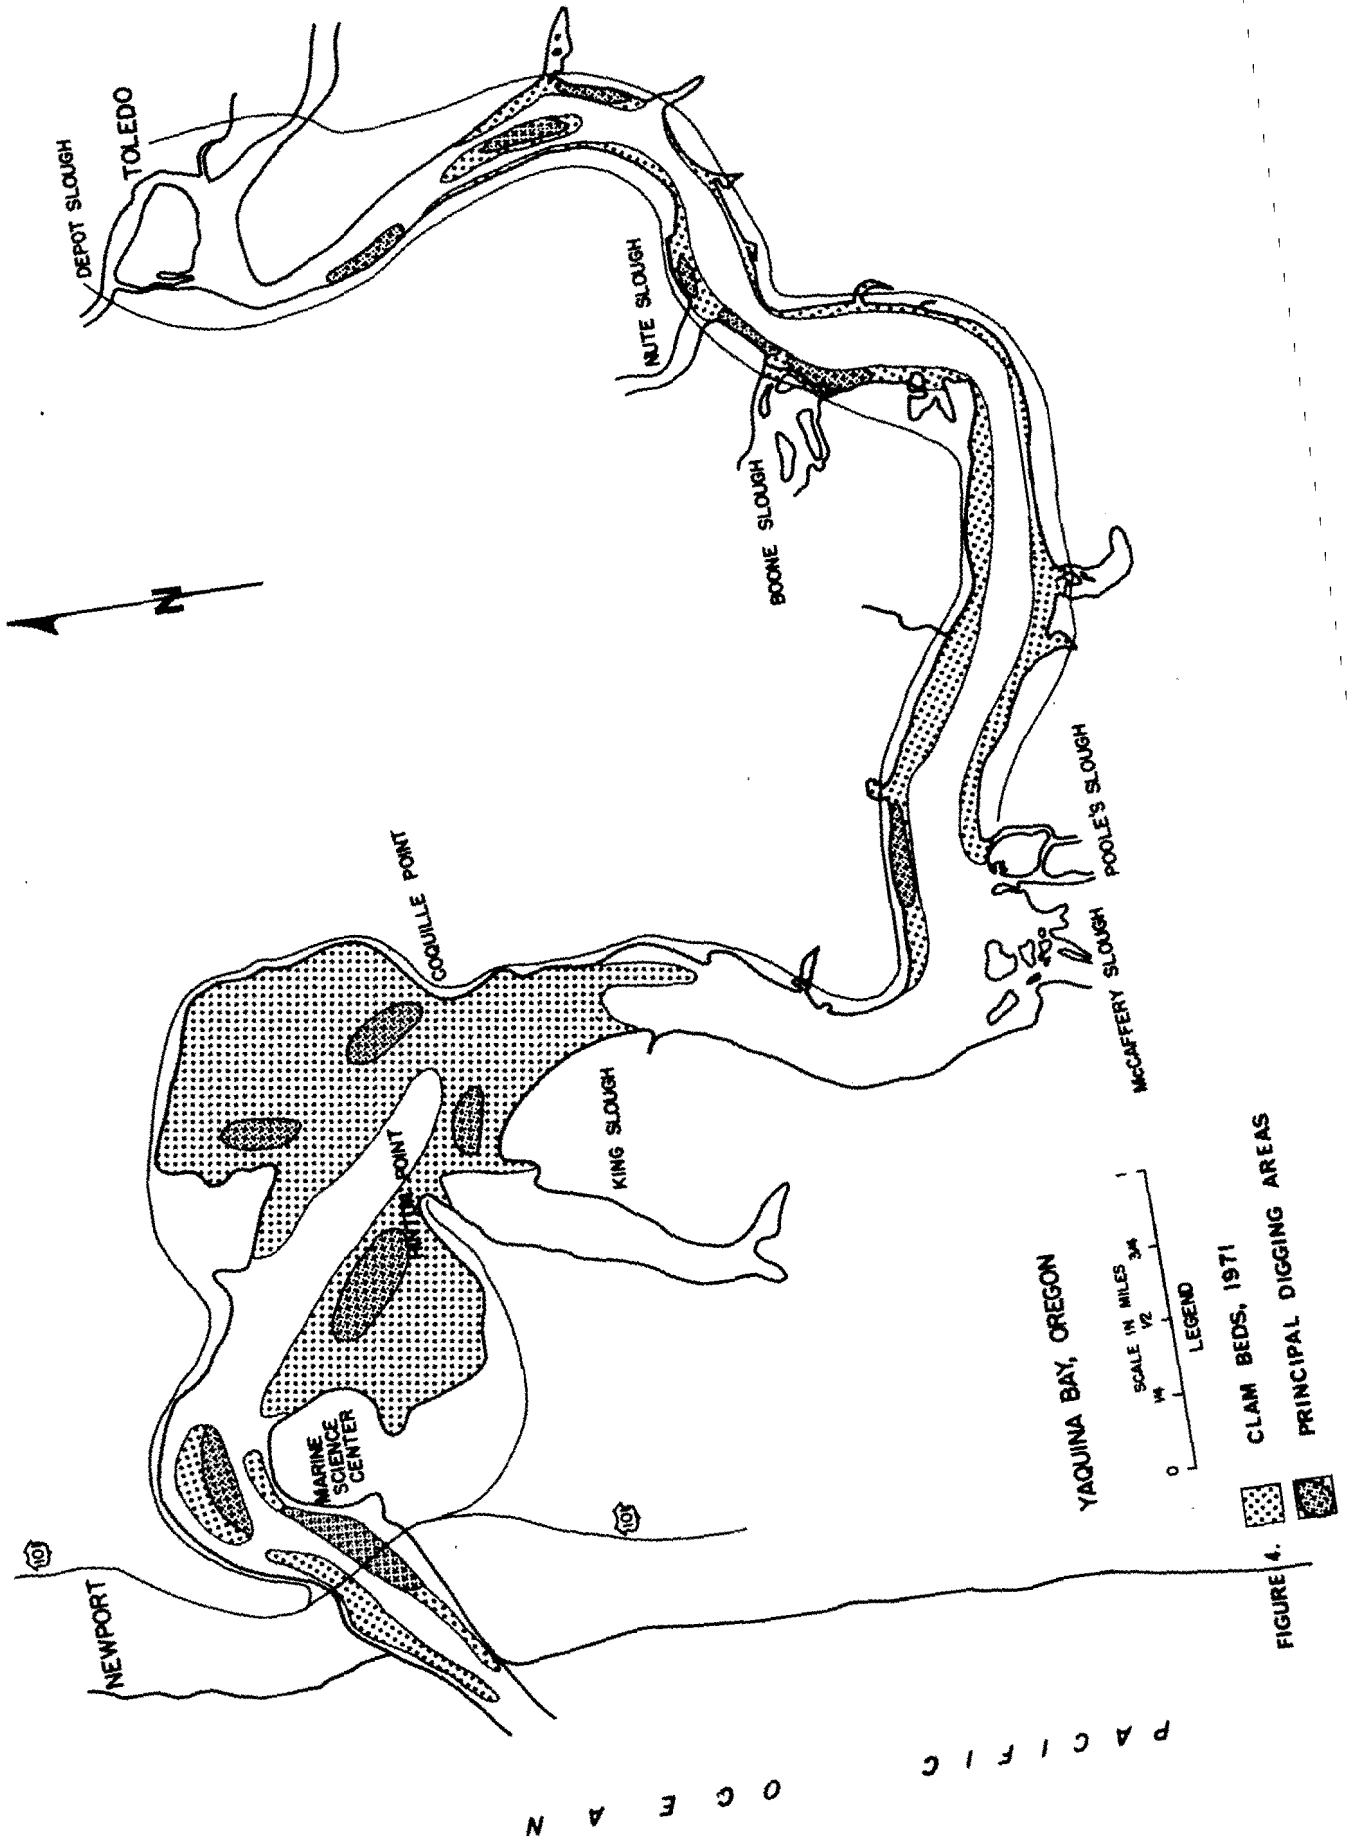 DEPOT SLOUGH
TOLEDO
NUTE SLOUGH
BOONE SLOUGH
N
COQUILLE POINT
POOLE'S SLOUGH
McCAFFERY SLOUGH
KING SLOUGH
POINT
MARINE
SCIENCE
CENTER
101
101
NEWPORT
PACIFIC OCEAN
YAQUINA BAY, OREGON
SCALE IN MILES
0 1/4 1/2 3/4 1
LEGEND
CLAM BEDS, 1971
PRINCIPAL DIGGING AREAS
FIGURE 4.